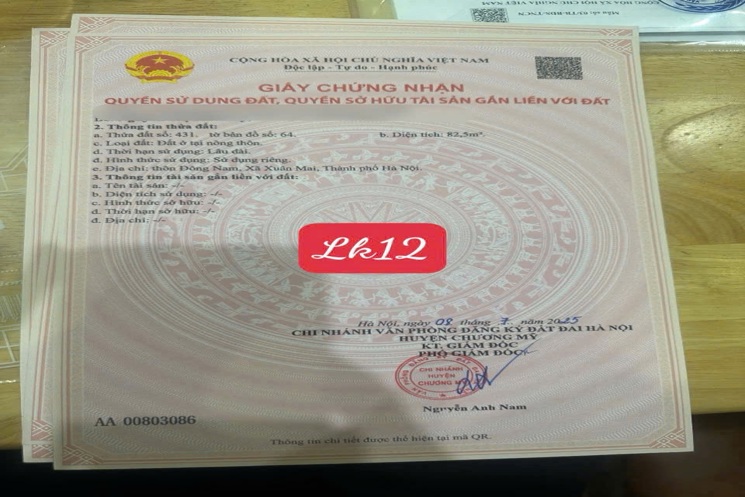 CỘNG HÒA XÃ HỘI CHỦ NGHĨA VIỆT NAM
Độc lập - Tự do - Hạnh phúc
GIẤY CHỨNG NHẬN
QUYỀN SỬ DỤNG ĐẤT, QUYỀN SỞ HỮU TÀI SẢN GẮN LIỀN VỚI ĐẤT
2. Thông tin thửa đất:
a. Thửa đất số: 431. tờ bản đồ số: 64. b. Diện tích: 82,5m².
c. Loại đất: Đất ở tại nông thôn.
d. Thời hạn sử dụng: Lâu dài.
đ. Hình thức sử dụng: Sử dụng riêng.
e. Địa chỉ: thôn Đông Nam, Xã Xuân Mai, Thành phố Hà Nội.
3. Thông tin tài sản gắn liền với đất:
a. Tên tài sản: -/-
b. Diện tích sử dụng: -/-
c. Hình thức sở hữu: -/-
d. Thời hạn sở hữu: -/-
đ. Địa chỉ: -/-
Lk12
Hà Nội, ngày 08 tháng 7 năm 2025
CHI NHÁNH VĂN PHÒNG ĐĂNG KÝ ĐẤT ĐAI HÀ NỘI
HUYỆN CHƯƠNG MỸ
KT. GIÁM ĐỐC
PHÓ GIÁM ĐỐC
CHI NHÁNH
HUYỆN
CHƯƠNG MỸ
Nguyễn Anh Nam
AA 00803086
Thông tin chi tiết được thể hiện tại mã QR.